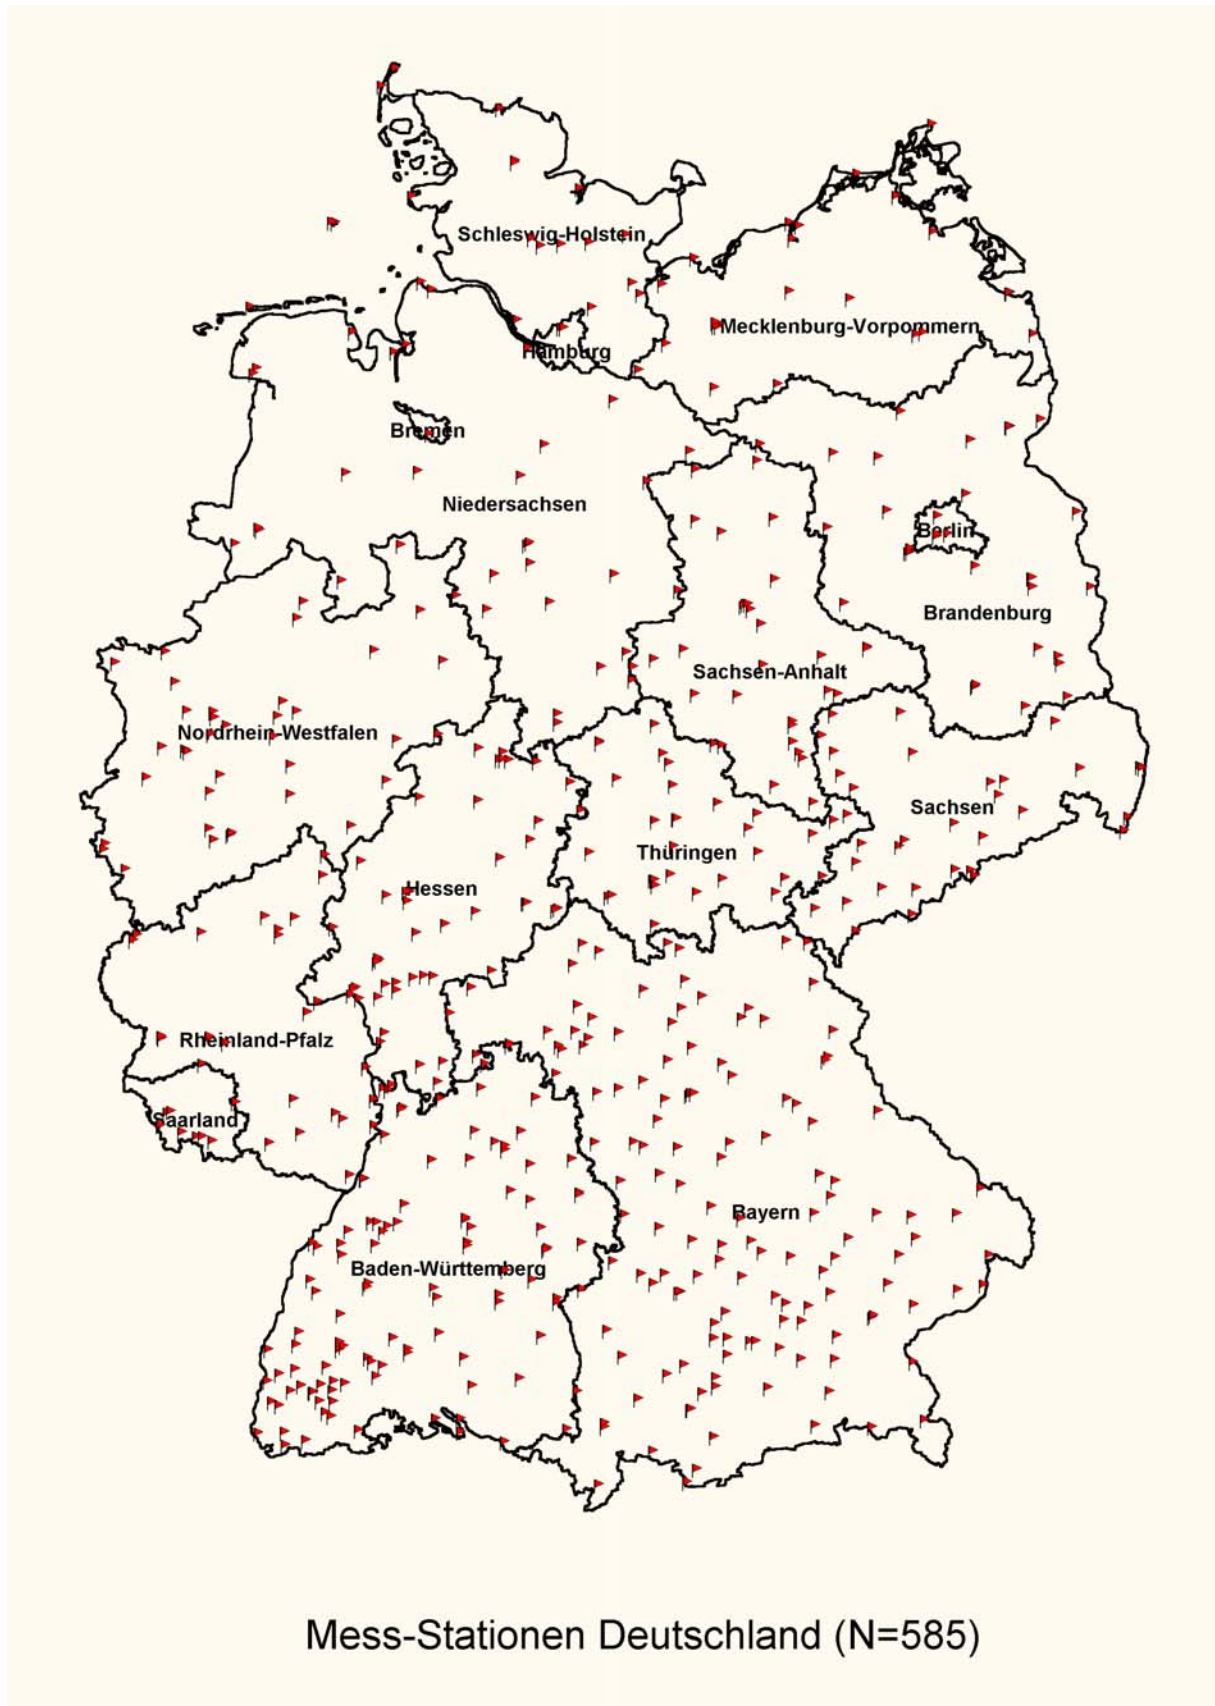 Schleswig-Holstein
Mecklenburg-Vorpommern
Hamburg
Bremen
Niedersachsen
Berlin
Brandenburg
Sachsen-Anhalt
Nordrhein-Westfalen
Sachsen
Thüringen
Hessen
Rheinland-Pfalz
Saarland
Bayern
Baden-Württemberg
Mess-Stationen Deutschland (N=585)